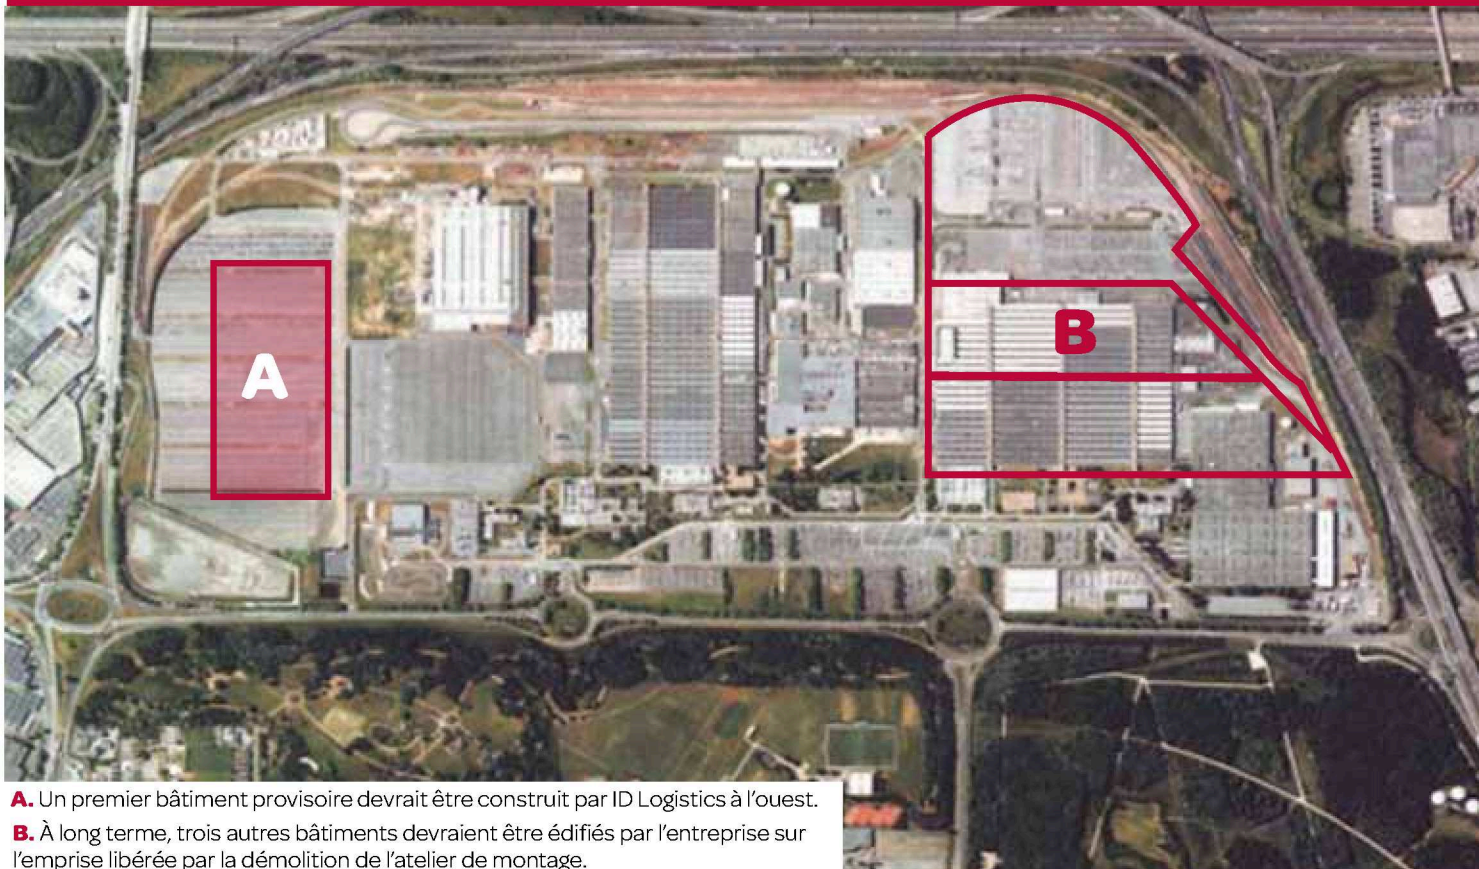 A
B
A. Un premier bâtiment provisoire devrait être construit par ID Logistics à l'ouest.
B. À long terme, trois autres bâtiments devraient être édifiés par l'entreprise sur
l'emprise libérée par la démolition de l'atelier de montage.